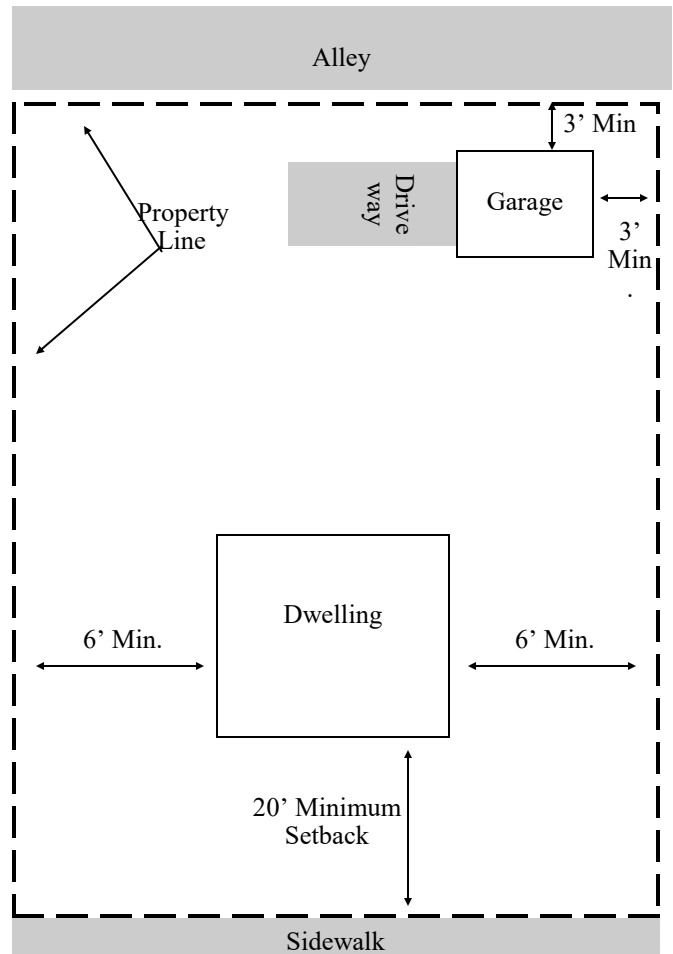 Alley
3’ Min
Drive
way
Garage
Property
Line
3’
Min
.
Dwelling
6’ Min.
6’ Min.
20’ Minimum
Setback
Sidewalk